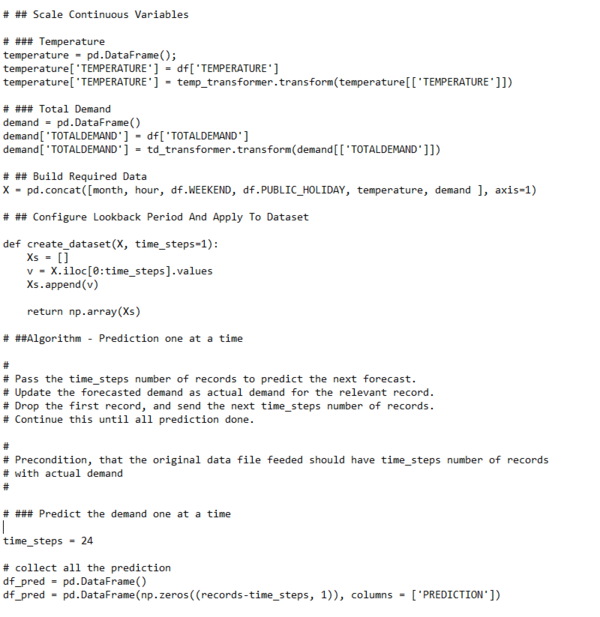 # ## Scale Continuous Variables
# ### Temperature
temperature = pd.DataFrame();
temperature['TEMPERATURE'] = df['TEMPERATURE']
temperature['TEMPERATURE'] = temp_transformer.transform(temperature[['TEMPERATURE']])
# ### Total Demand
demand = pd.DataFrame()
demand['TOTALDEMAND'] = df['TOTALDEMAND']
demand['TOTALDEMAND'] = td_transformer.transform(demand[['TOTALDEMAND']])
# ## Build Required Data
X = pd.concat([month, hour, df.WEEKEND, df.PUBLIC_HOLIDAY, temperature, demand ], axis=1)
# ## Configure Lookback Period And Apply To Dataset
def create_dataset(X, time_steps=1):
    Xs = []
    v = X.iloc[0:time_steps].values
    Xs.append(v)
    return np.array(Xs)
# ##Algorithm - Prediction one at a time
#
# Pass the time_steps number of records to predict the next forecast.
# Update the forecasted demand as actual demand for the relevant record.
# Drop the first record, and send the next time_steps number of records.
# Continue this until all prediction done.
#
# Precondition, that the original data file feeded should have time_steps number of records
# with actual demand
#
# ### Predict the demand one at a time
time_steps = 24
# collect all the prediction
df_pred = pd.DataFrame()
df_pred = pd.DataFrame(np.zeros((records-time_steps, 1)), columns = ['PREDICTION'])